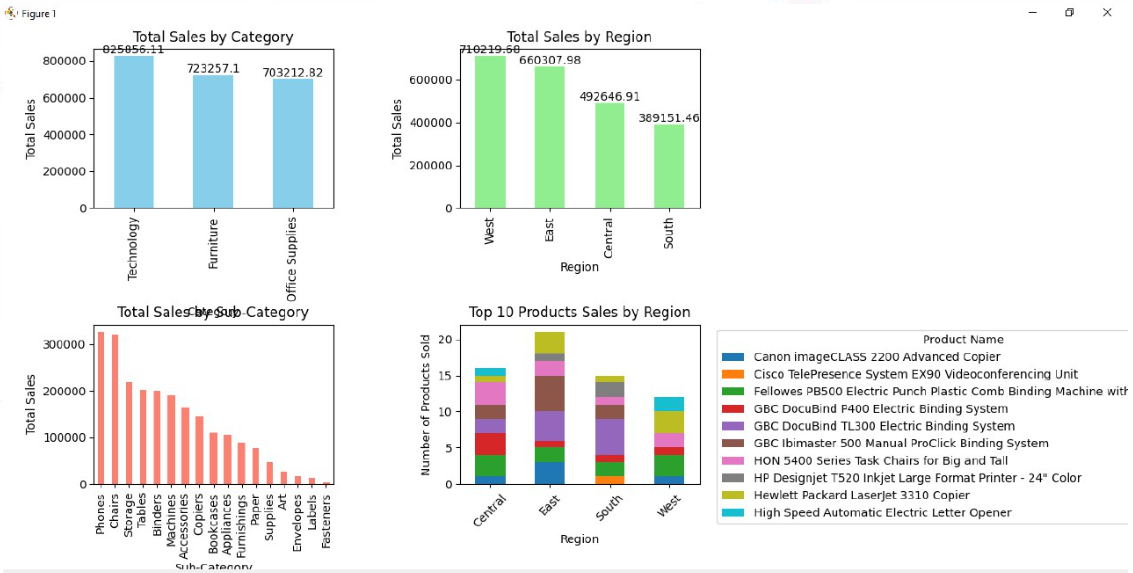 Figure 1
Total Sales by Category
825856.11
723257.1
703212.82
800000
600000
400000
200000
0
Total Sales
Technology
Furniture
Office Supplies
Category
Total Sales by Region
710219.68
660307.98
492646.91
389151.46
600000
400000
200000
0
Total Sales
West
East
Central
South
Region
Total Sales by Sub-Category
300000
200000
100000
0
Total Sales
Phones
Chairs
Storage
Tables
Binders
Machines
Accessories
Copiers
Bookcases
Appliances
Furnishings
Paper
Supplies
Art
Envelopes
Labels
Fasteners
Sub-Category
Top 10 Products Sales by Region
20
15
10
5
0
Number of Products Sold
Central
East
South
West
Region
Product Name
Canon imageCLASS 2200 Advanced Copier
Cisco TelePresence System EX90 Videoconferencing Unit
Fellowes PB500 Electric Punch Plastic Comb Binding Machine with
GBC DocuBind P400 Electric Binding System
GBC DocuBind TL300 Electric Binding System
GBC Ibimaster 500 Manual ProClick Binding System
HON 5400 Series Task Chairs for Big and Tall
HP Designjet T520 Inkjet Large Format Printer - 24" Color
Hewlett Packard LaserJet 3310 Copier
High Speed Automatic Electric Letter Opener